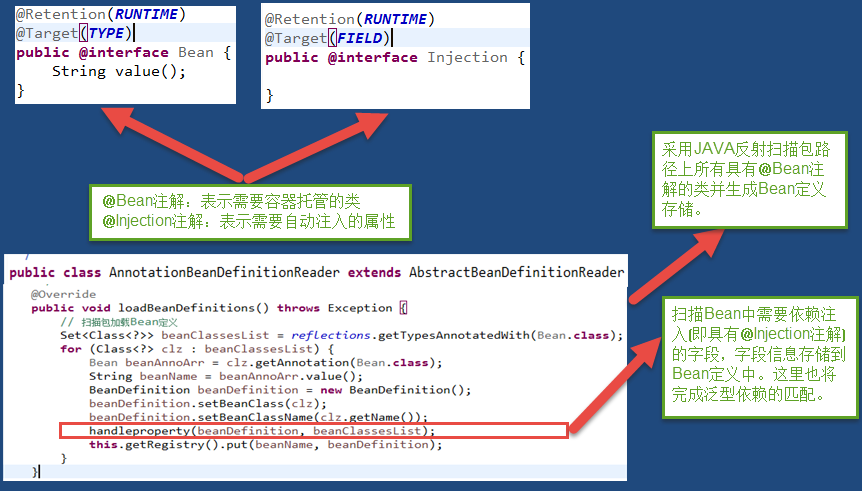 @Retention(RUNTIME)
@Target(TYPE)
public @interface Bean {
    String value();
}
@Retention(RUNTIME)
@Target(FIELD)
public @interface Injection {
}
@Bean注解：表示需要容器托管的类
@Injection注解：表示需要自动注入的属性
采用JAVA反射扫描包路
径上所有具有@Bean注
解的类并生成Bean定义
存储。
public class AnnotationBeanDefinitionReader extends AbstractBeanDefinitionReader
@Override
public void loadBeanDefinitions() throws Exception {
    // 扫描包加载Bean定义
    Set<Class<?>> beanClassesList = reflections.getTypesAnnotatedWith(Bean.class);
    for (Class<?> clz : beanClassesList) {
        Bean beanAnnoArr = clz.getAnnotation(Bean.class);
        String beanName = beanAnnoArr.value();
        BeanDefinition beanDefinition = new BeanDefinition();
        beanDefinition.setBeanClass(clz);
        beanDefinition.setBeanClassName(clz.getName());
        handleproperty(beanDefinition, beanClassesList);
        this.getRegistry().put(beanName, beanDefinition);
    }
}
扫描Bean中需要依赖注
入(即具有@Injection注解)
的字段，字段信息存储到
Bean定义中。这里也将
完成泛型依赖的匹配。